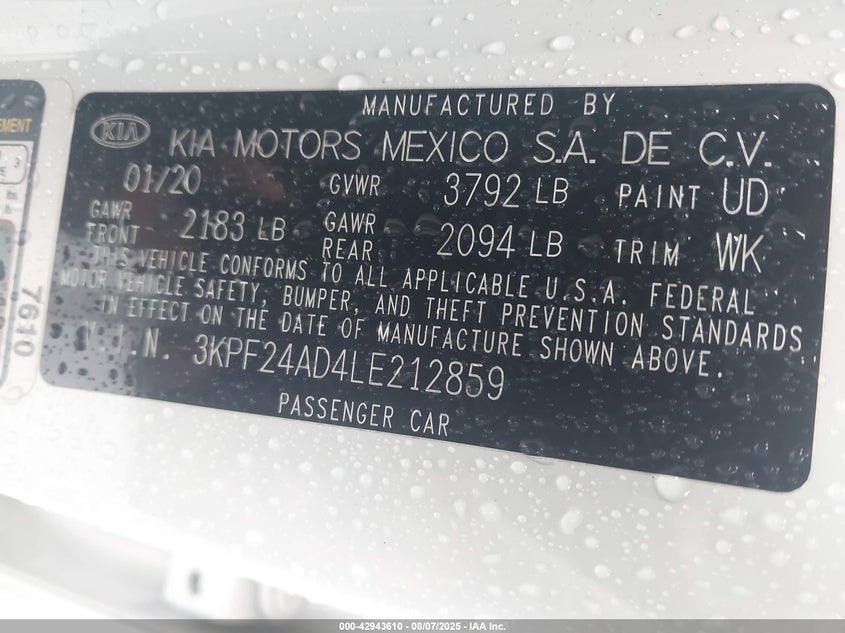 MANUFACTURED BY
KIA KIA MOTORS MEXICO S.A. DE C.V.
01/20 GVWR 3792 LB PAINT UD
GAWR FRONT 2183 LB GAWR REAR 2094 LB TRIM WK
THIS VEHICLE CONFORMS TO ALL APPLICABLE U.S.A. FEDERAL
MOTOR VEHICLE SAFETY, BUMPER, AND THEFT PREVENTION STANDARDS
IN EFFECT ON THE DATE OF MANUFACTURE SHOWN ABOVE.
V.I.N. 3KPF24AD4LE212859
PASSENGER CAR
7610
000-42943610 - 08/07/2025 - IAA Inc.